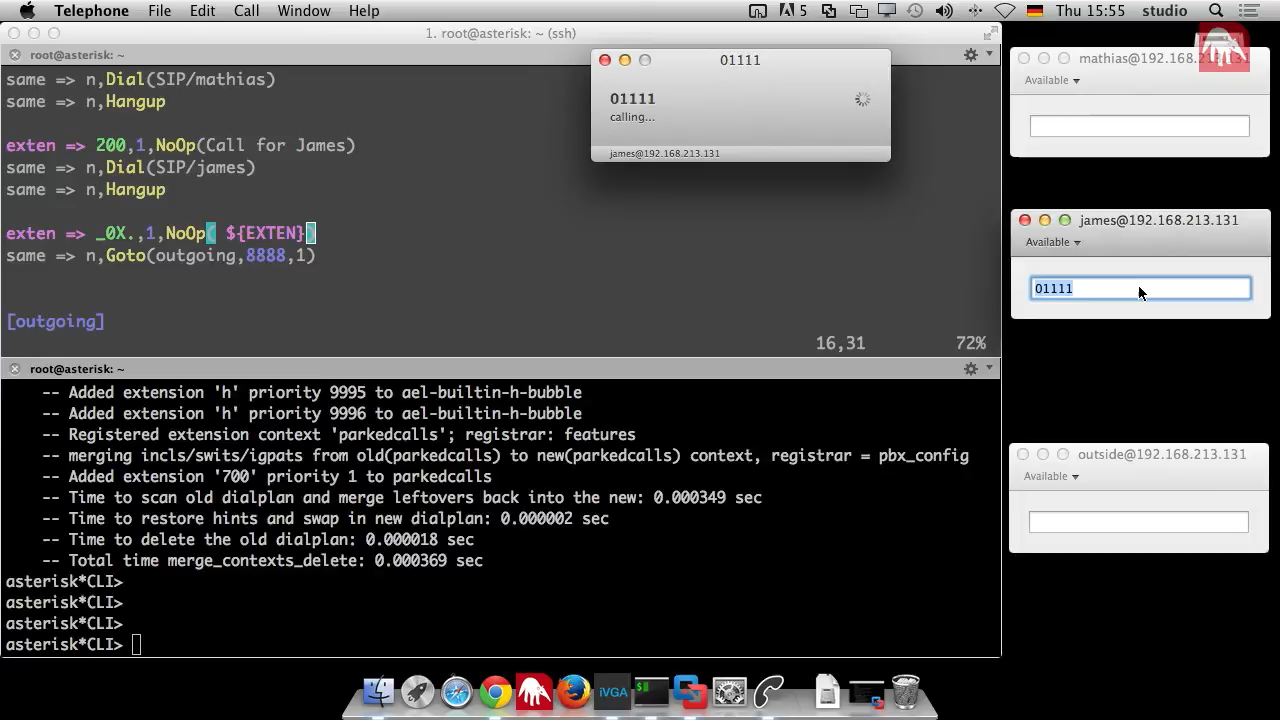 Telephone File Edit Call Window Help
5 Thu 15:55 studio
1. root@asterisk: ~ (ssh)
root@asterisk: ~
same => n,Dial(SIP/mathias)
same => n,Hangup
exten => 200,1,NoOp(Call for James)
same => n,Dial(SIP/james)
same => n,Hangup
exten => _0X.,1,NoOp( ${EXTEN})
same => n,Goto(outgoing,8888,1)
[outgoing]
16,31 72%
01111
01111
calling...
james@192.168.213.131
mathias@192.168.213.131
Available
james@192.168.213.131
Available
01111
outside@192.168.213.131
Available
root@asterisk: ~
-- Added extension 'h' priority 9995 to ael-builtin-h-bubble
-- Added extension 'h' priority 9996 to ael-builtin-h-bubble
-- Registered extension context 'parkedcalls'; registrar: features
-- merging incls/swits/igpats from old(parkedcalls) to new(parkedcalls) context, registrar = pbx_config
-- Added extension '700' priority 1 to parkedcalls
-- Time to scan old dialplan and merge leftovers back into the new: 0.000349 sec
-- Time to restore hints and swap in new dialplan: 0.000002 sec
-- Time to delete the old dialplan: 0.000018 sec
-- Total time merge_contexts_delete: 0.000369 sec
asterisk*CLI>
asterisk*CLI>
asterisk*CLI>
asterisk*CLI>
iVGA